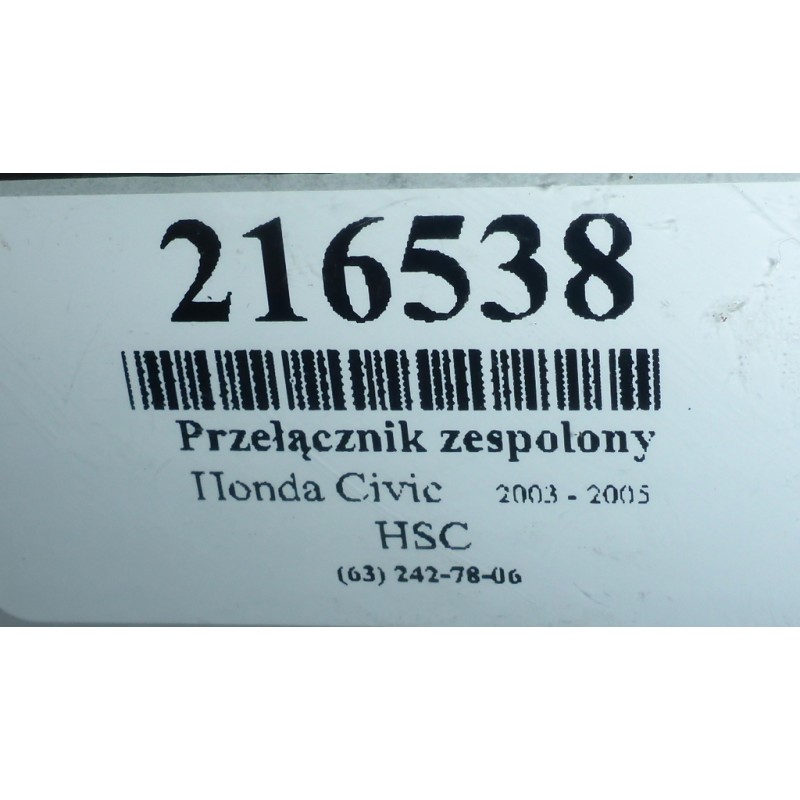 216538
Przełącznik zespolony
Honda Civic 2003 - 2005
HSC
(63) 242-78-06